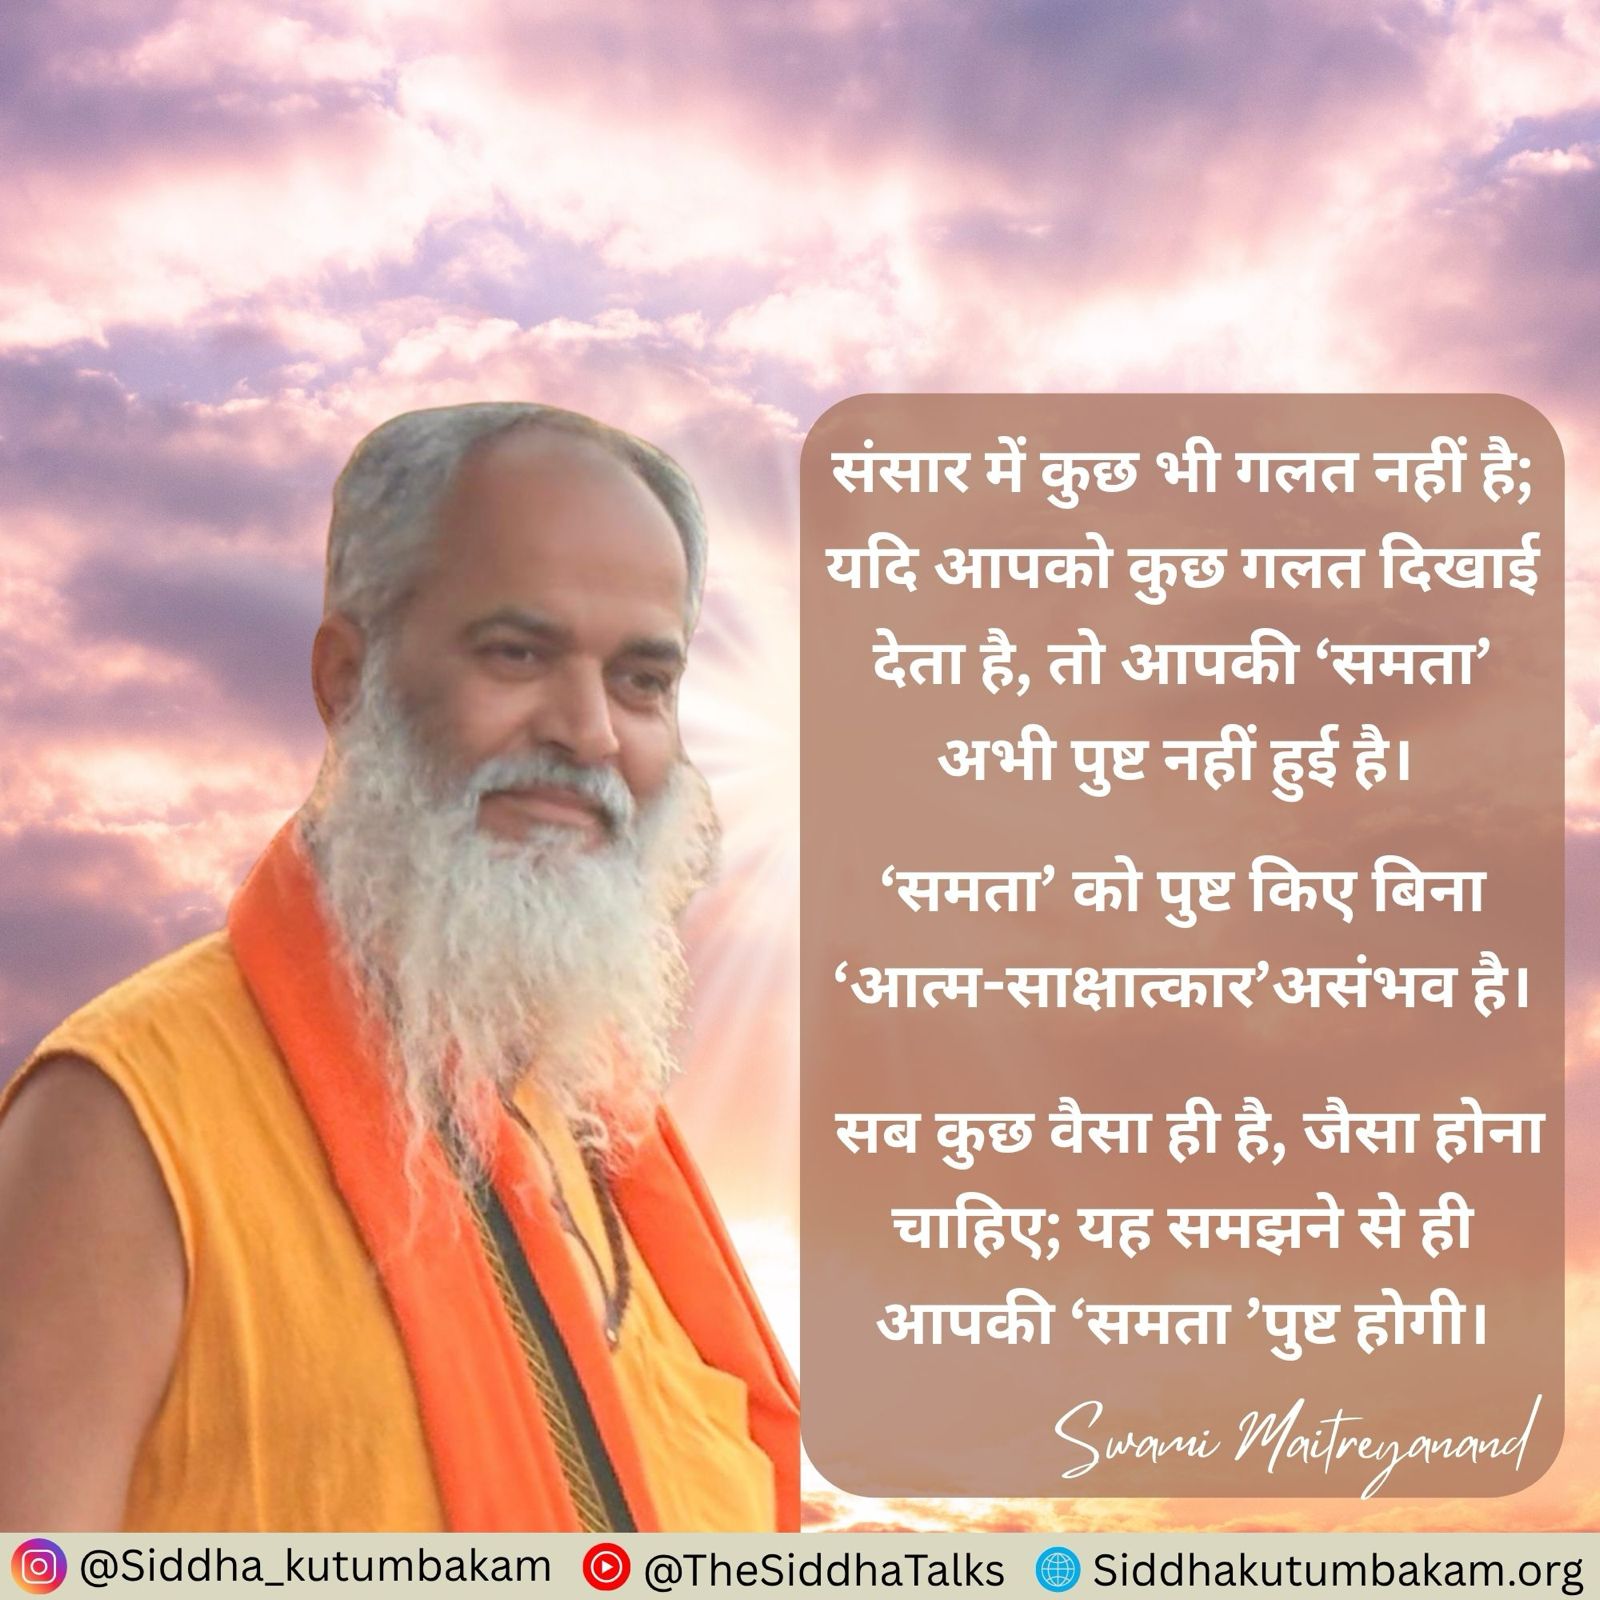 संसार में कुछ भी गलत नहीं है;
यदि आपको कुछ गलत दिखाई
देता है, तो आपकी ‘समता’
अभी पुष्ट नहीं हुई है।
‘समता’ को पुष्ट किए बिना
‘आत्म-साक्षात्कार’असंभव है।
सब कुछ वैसा ही है, जैसा होना
चाहिए; यह समझने से ही
आपकी ‘समता ’पुष्ट होगी।
Swami Maitreyanand
@Siddha_kutumbakam @TheSiddhaTalks Siddhakutumbakam.org